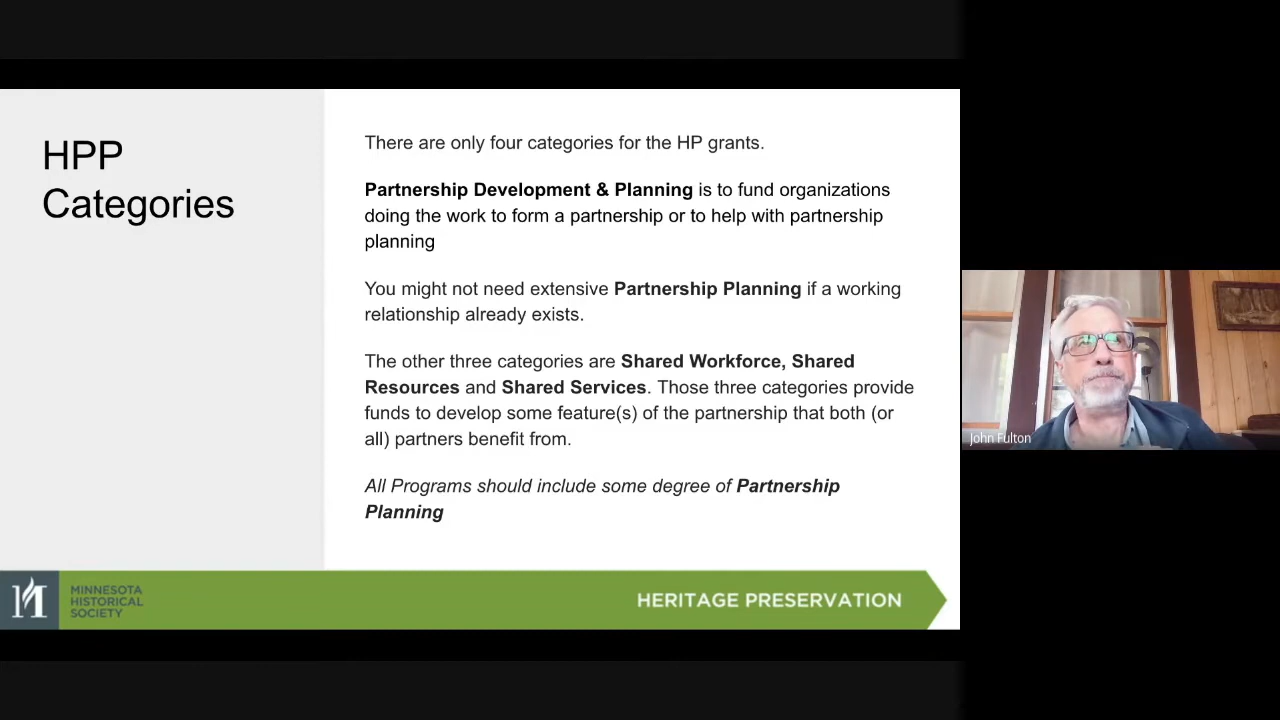 HPP
Categories
There are only four categories for the HP grants.
Partnership Development & Planning is to fund organizations
doing the work to form a partnership or to help with partnership
planning
You might not need extensive Partnership Planning if a working
relationship already exists.
The other three categories are Shared Workforce, Shared
Resources and Shared Services. Those three categories provide
funds to develop some feature(s) of the partnership that both (or
all) partners benefit from.
All Programs should include some degree of Partnership
Planning
MINNESOTA
HISTORICAL
SOCIETY
HERITAGE PRESERVATION
John Fulton